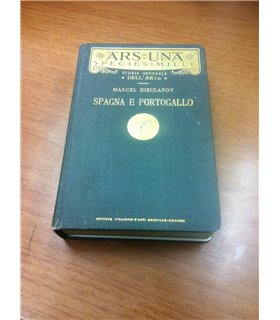 ARS=UNA
SPECIES=MILLE
STORIA GENERALE
DELL'ARTE
MARCEL DIEULAFOY
SPAGNA E PORTOGALLO
ISTITUTO ITALIANO D'ARTI GRAFICHE-EDITORE